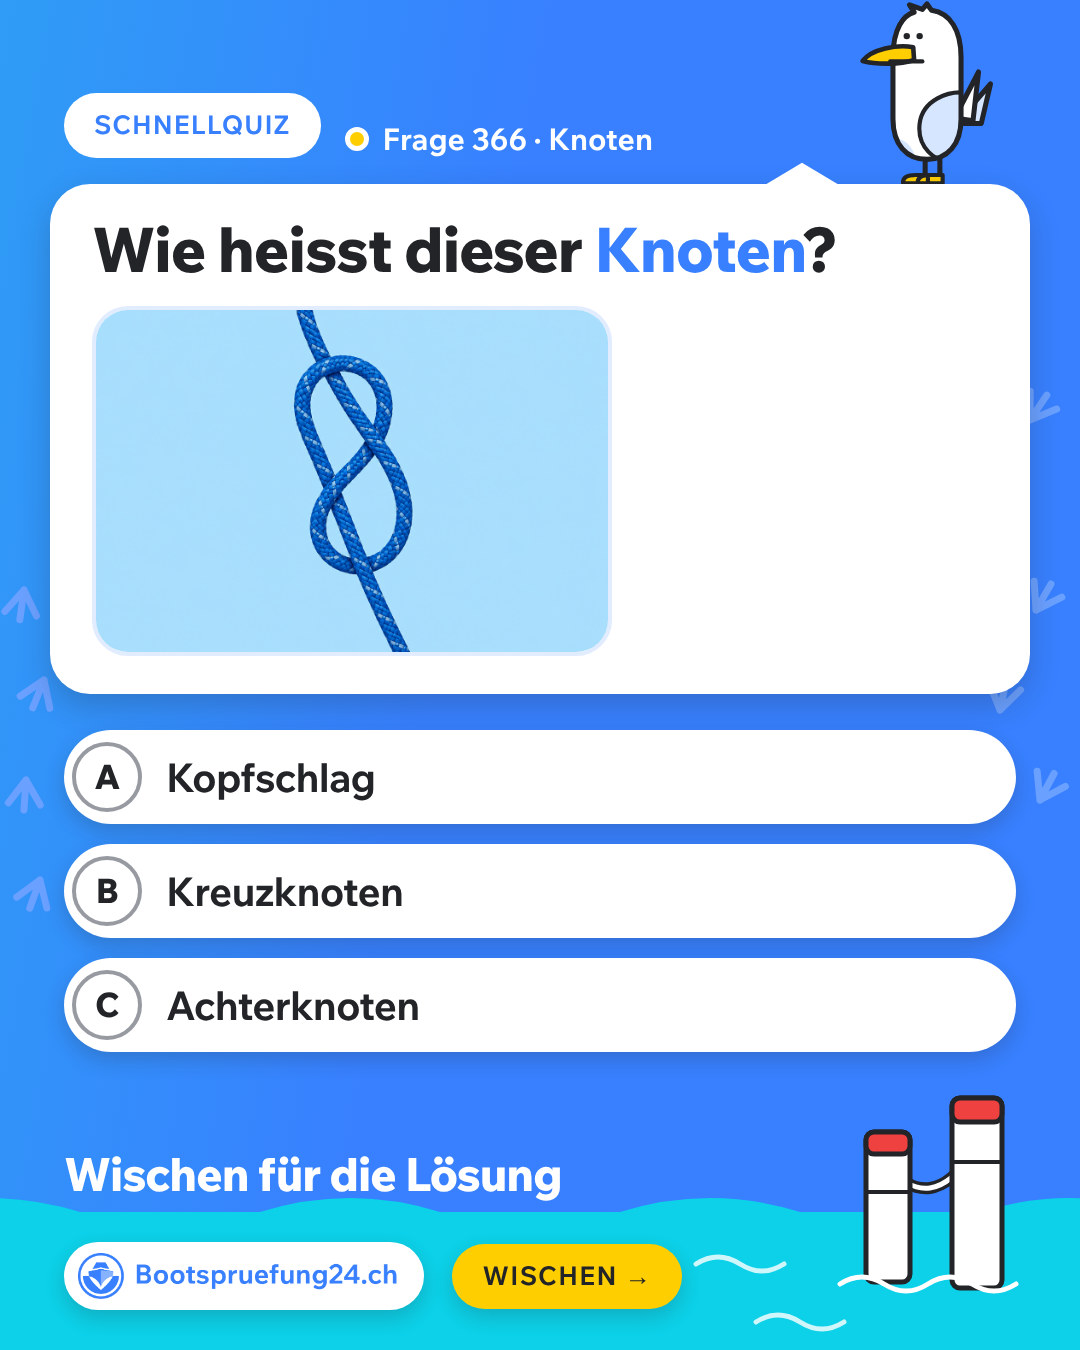 SCHNELLQUIZ
Frage 366 · Knoten
Wie heisst dieser Knoten?
A Kopfschlag
B Kreuzknoten
C Achterknoten
Wischen für die Lösung
Bootspruefung24.ch
WISCHEN →